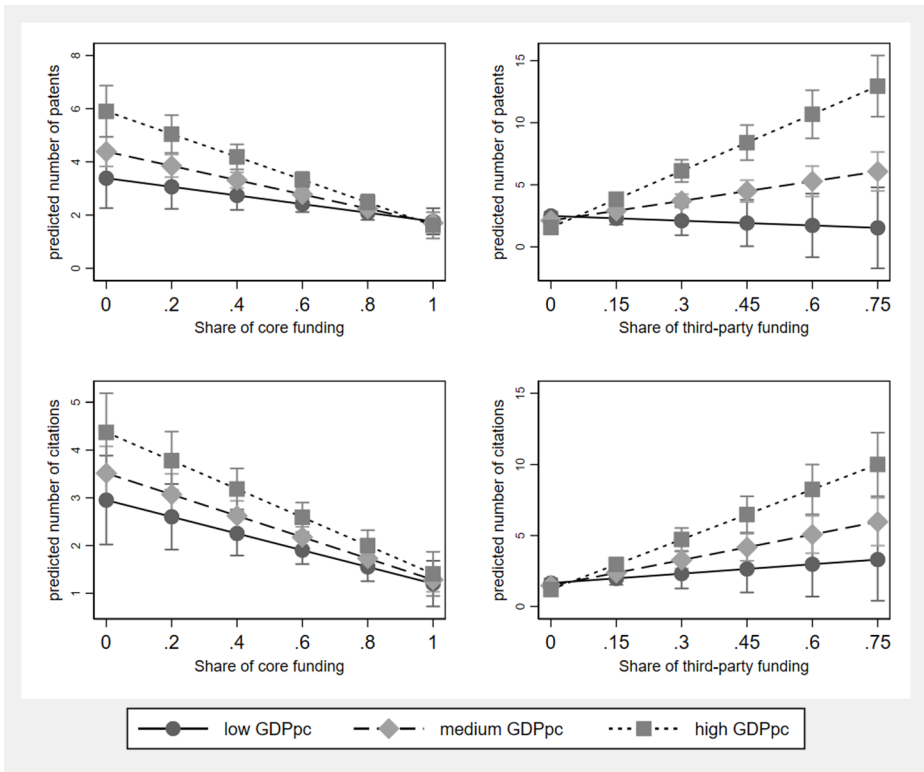 predicted number of patents
8
6
4
2
0
0 .2 .4 .6 .8 1
Share of core funding
predicted number of patents
15
10
5
0
0 .15 .3 .45 .6 .75
Share of third-party funding
predicted number of citations
5
4
3
2
1
0 .2 .4 .6 .8 1
Share of core funding
predicted number of citations
15
10
5
0
0 .15 .3 .45 .6 .75
Share of third-party funding
low GDPpc medium GDPpc high GDPpc